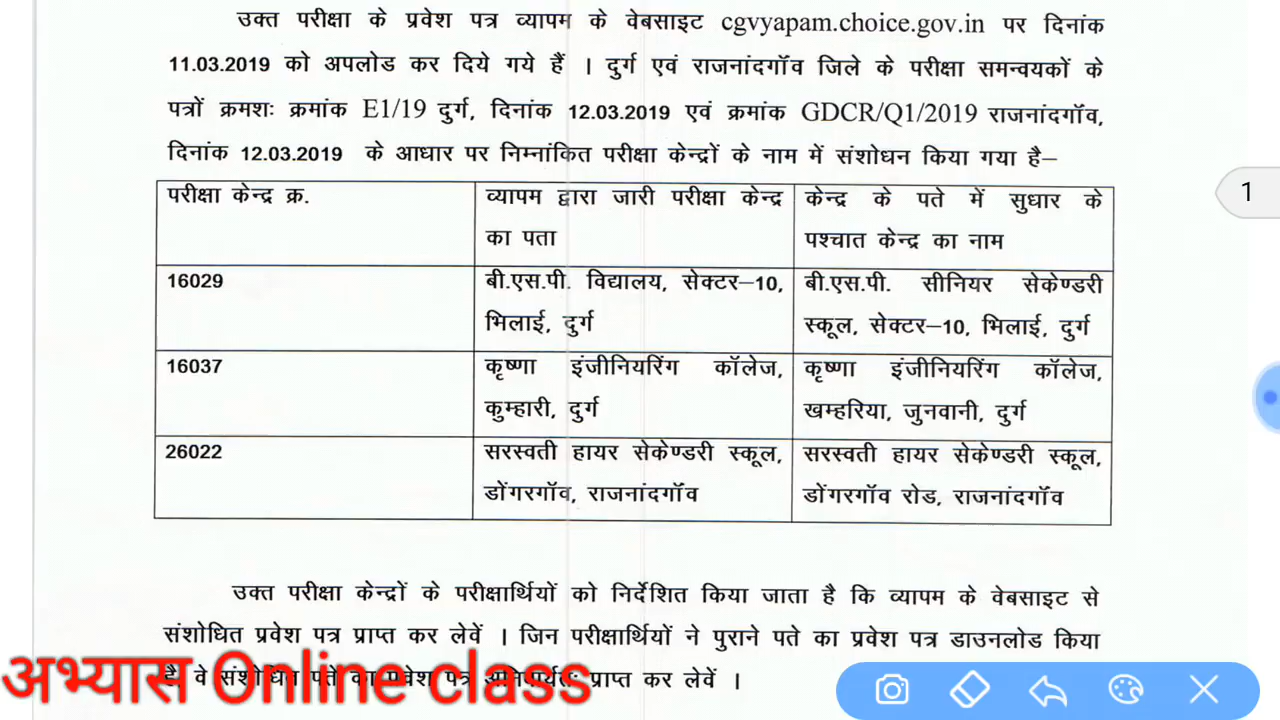 उक्त परीक्षा के प्रवेश पत्र व्यापम के वेबसाइट cgvyapam.choice.gov.in पर दिनांक
11.03.2019 को अपलोड कर दिये गये हैं । दुर्ग एवं राजनांदगॉव जिले के परीक्षा समन्वयकों के
पत्रों क्रमशः क्रमांक E1/19 दुर्ग, दिनांक 12.03.2019 एवं क्रमांक GDCR/Q1/2019 राजनांदगॉव,
दिनांक 12.03.2019 के आधार पर निम्नांकित परीक्षा केन्द्रों के नाम में संशोधन किया गया है–
परीक्षा केन्द्र क्र.
व्यापम द्वारा जारी परीक्षा केन्द्र
का पता
केन्द्र के पते में सुधार के
पश्चात केन्द्र का नाम
16029
बी.एस.पी. विद्यालय, सेक्टर–10,
भिलाई, दुर्ग
बी.एस.पी. सीनियर सेकेण्डरी
स्कूल, सेक्टर–10, भिलाई, दुर्ग
16037
कृष्णा इंजीनियरिंग कॉलेज,
कुम्हारी, दुर्ग
कृष्णा इंजीनियरिंग कॉलेज,
खम्हरिया, जुनवानी, दुर्ग
26022
सरस्वती हायर सेकेण्डरी स्कूल,
डोंगरगॉव, राजनांदगॉव
सरस्वती हायर सेकेण्डरी स्कूल,
डोंगरगॉव रोड, राजनांदगॉव
उक्त परीक्षा केन्द्रों के परीक्षार्थियों को निर्देशित किया जाता है कि व्यापम के वेबसाइट से
संशोधित प्रवेश पत्र प्राप्त कर लेवें । जिन परीक्षार्थियों ने पुराने पते का प्रवेश पत्र डाउनलोड किया
है, वे संशोधित पते का प्रवेश पत्र अनिवार्यतः प्राप्त कर लेवें ।
अभ्यास Online class
1